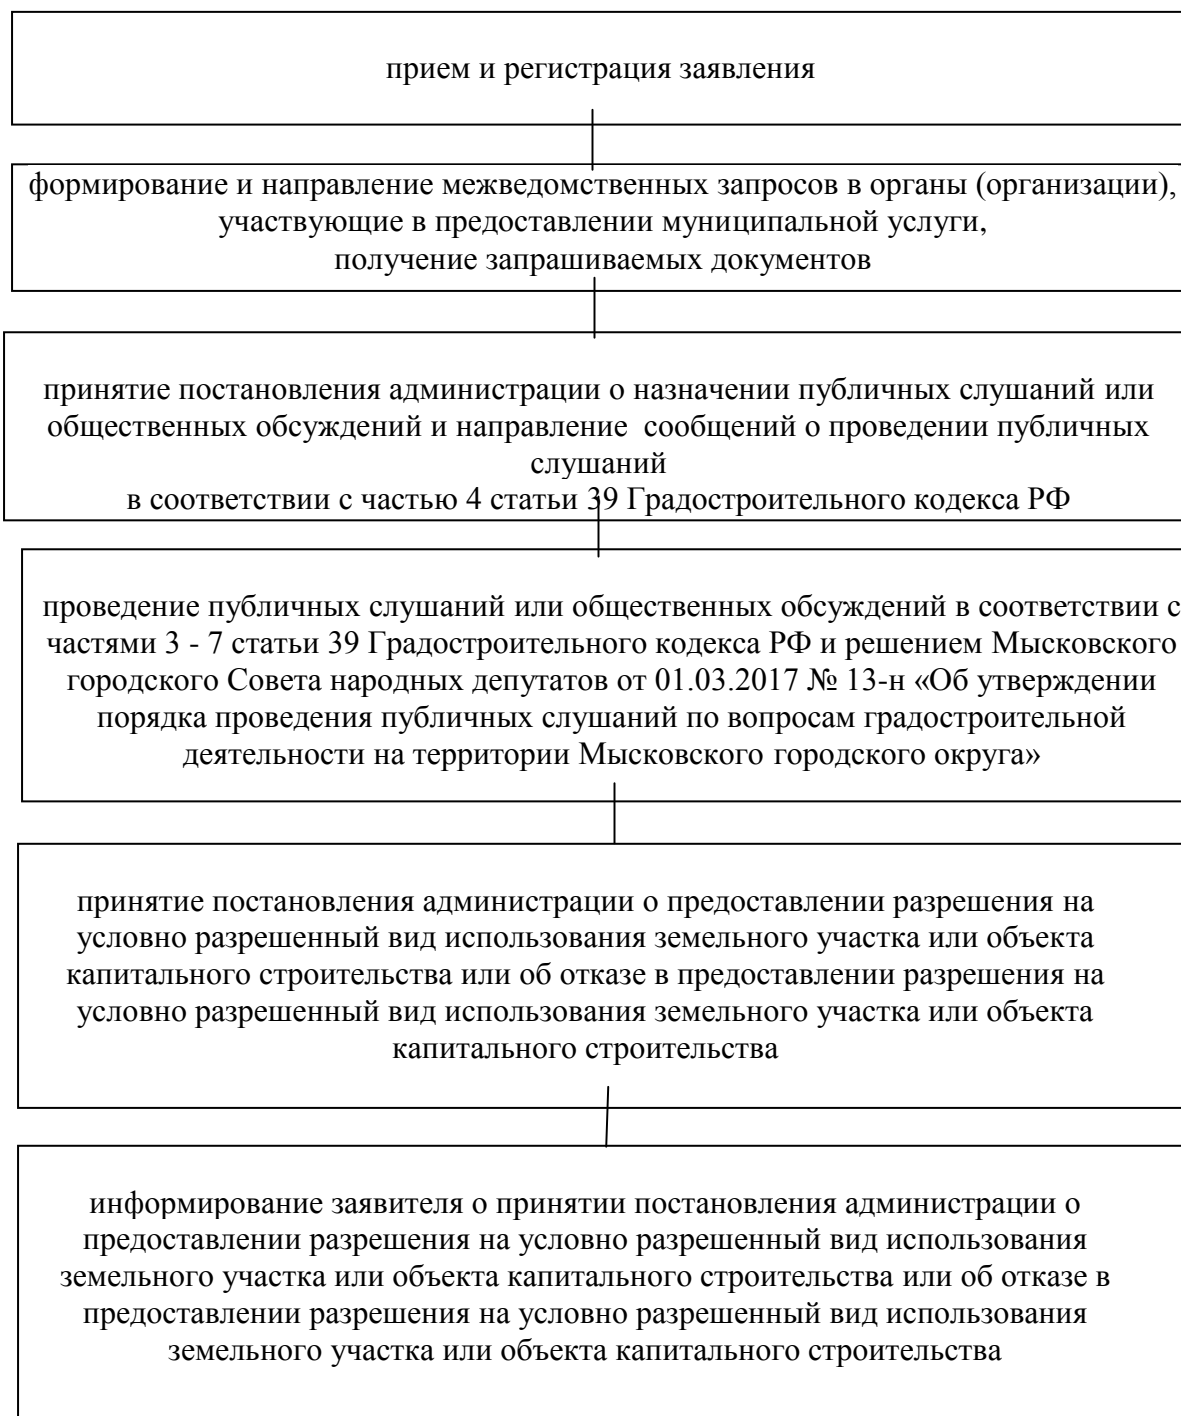 прием и регистрация заявления
формирование и направление межведомственных запросов в органы (организации),
участвующие в предоставлении муниципальной услуги,
получение запрашиваемых документов
принятие постановления администрации о назначении публичных слушаний или
общественных обсуждений и направление сообщений о проведении публичных
слушаний
в соответствии с частью 4 статьи 39 Градостроительного кодекса РФ
проведение публичных слушаний или общественных обсуждений в соответствии с
частями 3 - 7 статьи 39 Градостроительного кодекса РФ и решением Мысковского
городского Совета народных депутатов от 01.03.2017 № 13-н «Об утверждении
порядка проведения публичных слушаний по вопросам градостроительной
деятельности на территории Мысковского городского округа»
принятие постановления администрации о предоставлении разрешения на
условно разрешенный вид использования земельного участка или объекта
капитального строительства или об отказе в предоставлении разрешения на
условно разрешенный вид использования земельного участка или объекта
капитального строительства
информирование заявителя о принятии постановления администрации о
предоставлении разрешения на условно разрешенный вид использования
земельного участка или объекта капитального строительства или об отказе в
предоставлении разрешения на условно разрешенный вид использования
земельного участка или объекта капитального строительства